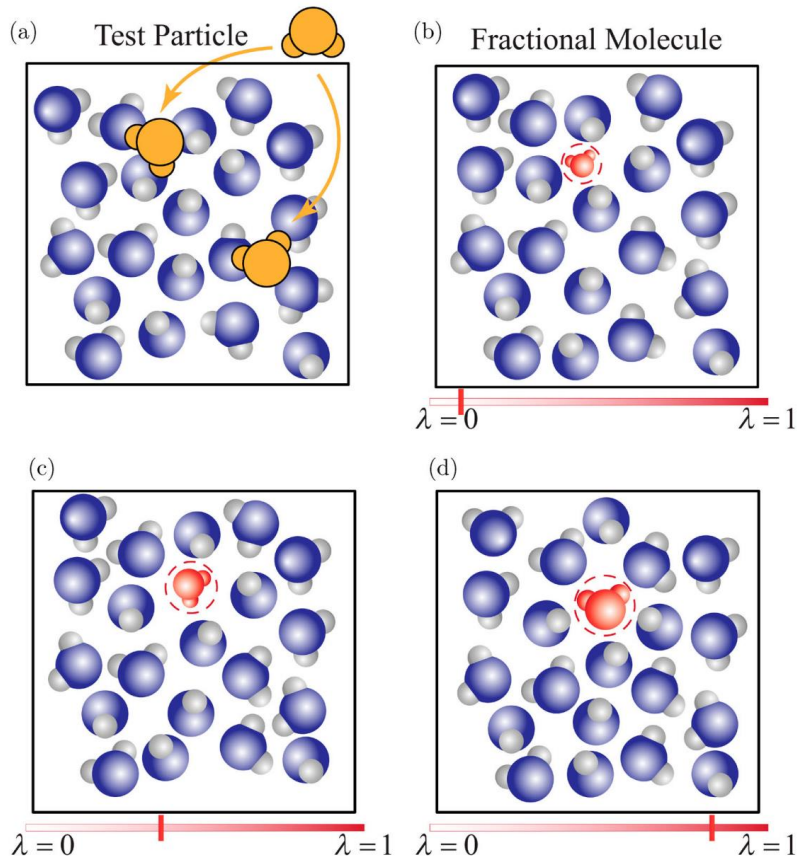 (a) Test Particle
(b) Fractional Molecule
λ = 0 λ = 1
(c)
(d)
λ = 0 λ = 1
λ = 0 λ = 1